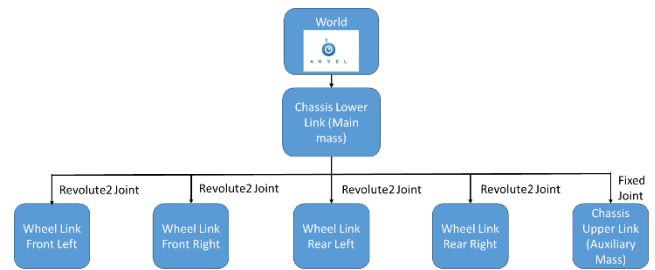 World
ANVEL
Chassis Lower
Link (Main
mass)
Revolute2 Joint
Revolute2 Joint
Revolute2 Joint
Revolute2 Joint
Fixed
Joint
Wheel Link
Front Left
Wheel Link
Front Right
Wheel Link
Rear Left
Wheel Link
Rear Right
Chassis
Upper Link
(Auxiliary
Mass)